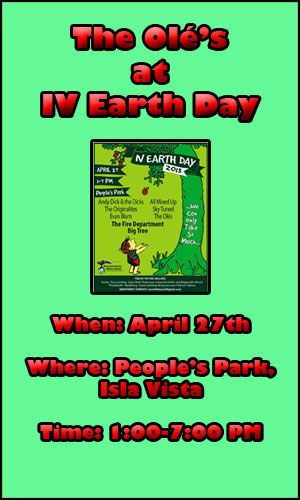 The Olé's
at
IV Earth Day
IV EARTH DAY
2013
APRIL 27
1-7 PM
People's Park
Andy Dick & the Dicks
The Originalites
Evan Blum
All Mixed Up
Sky Tuned
The Olés
The Fire Department
Big Tree
...We
can
only
Take
So
Much...
When: April 27th
Where: People's Park,
Isla Vista
Time: 1:00-7:00 PM